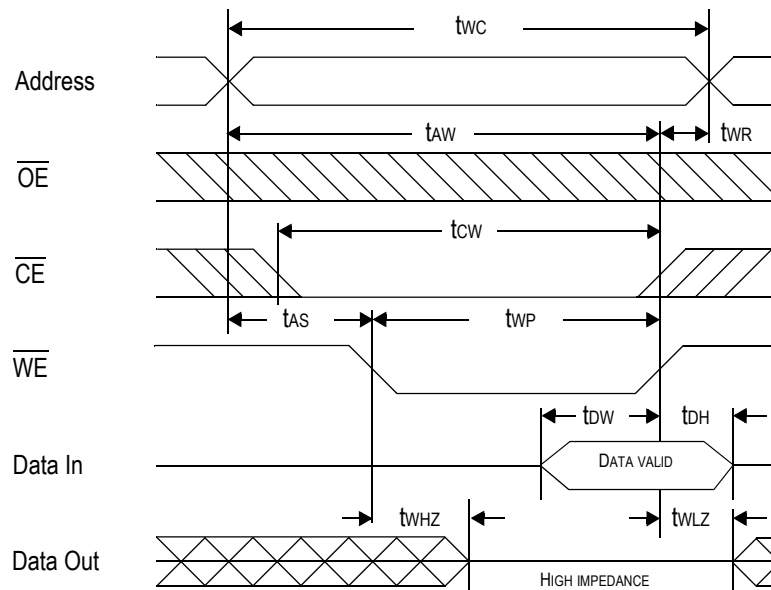 tWC
Address
tAW
tWR
OE
tCW
CE
tAS
tWP
WE
tDW
tDH
Data In
DATA VALID
tWHZ
tWLZ
Data Out
HIGH IMPEDANCE